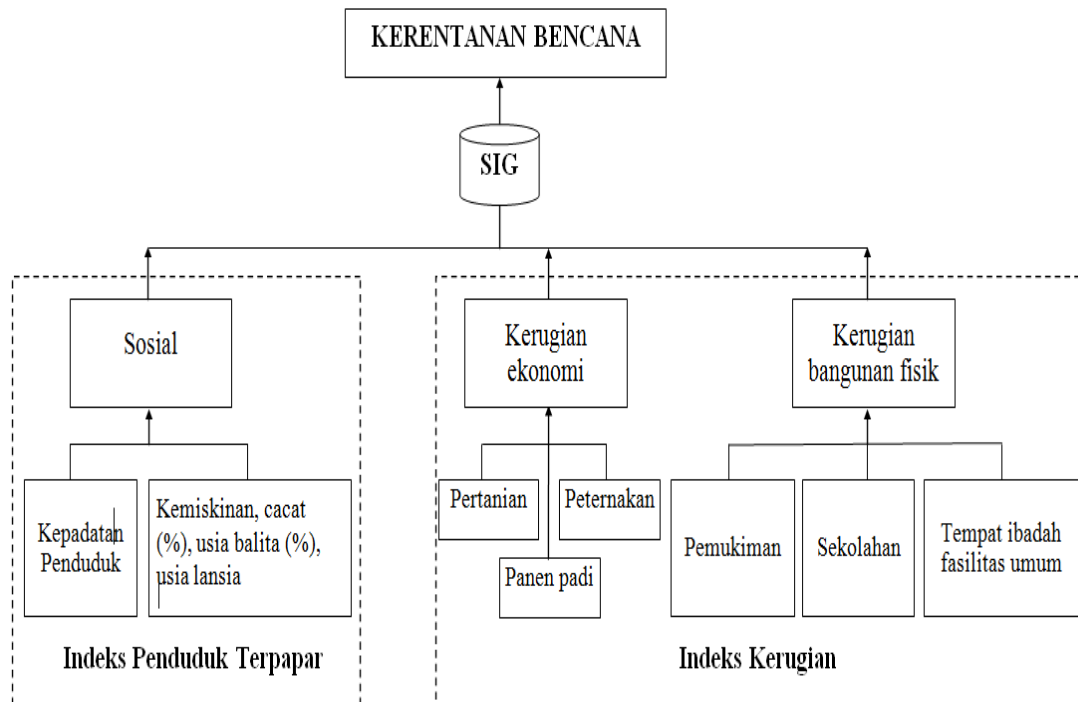 KERENTANAN BENCANA
SIG
Sosial
Kerugian
ekonomi
Kerugian
bangunan fisik
Kepadatan
Penduduk
Kemiskinan, cacat
(%), usia balita (%),
usia lansia
Pertanian
Peternakan
Panen padi
Pemukiman
Sekolahan
Tempat ibadah
fasilitas umum
Indeks Penduduk Terpapar
Indeks Kerugian